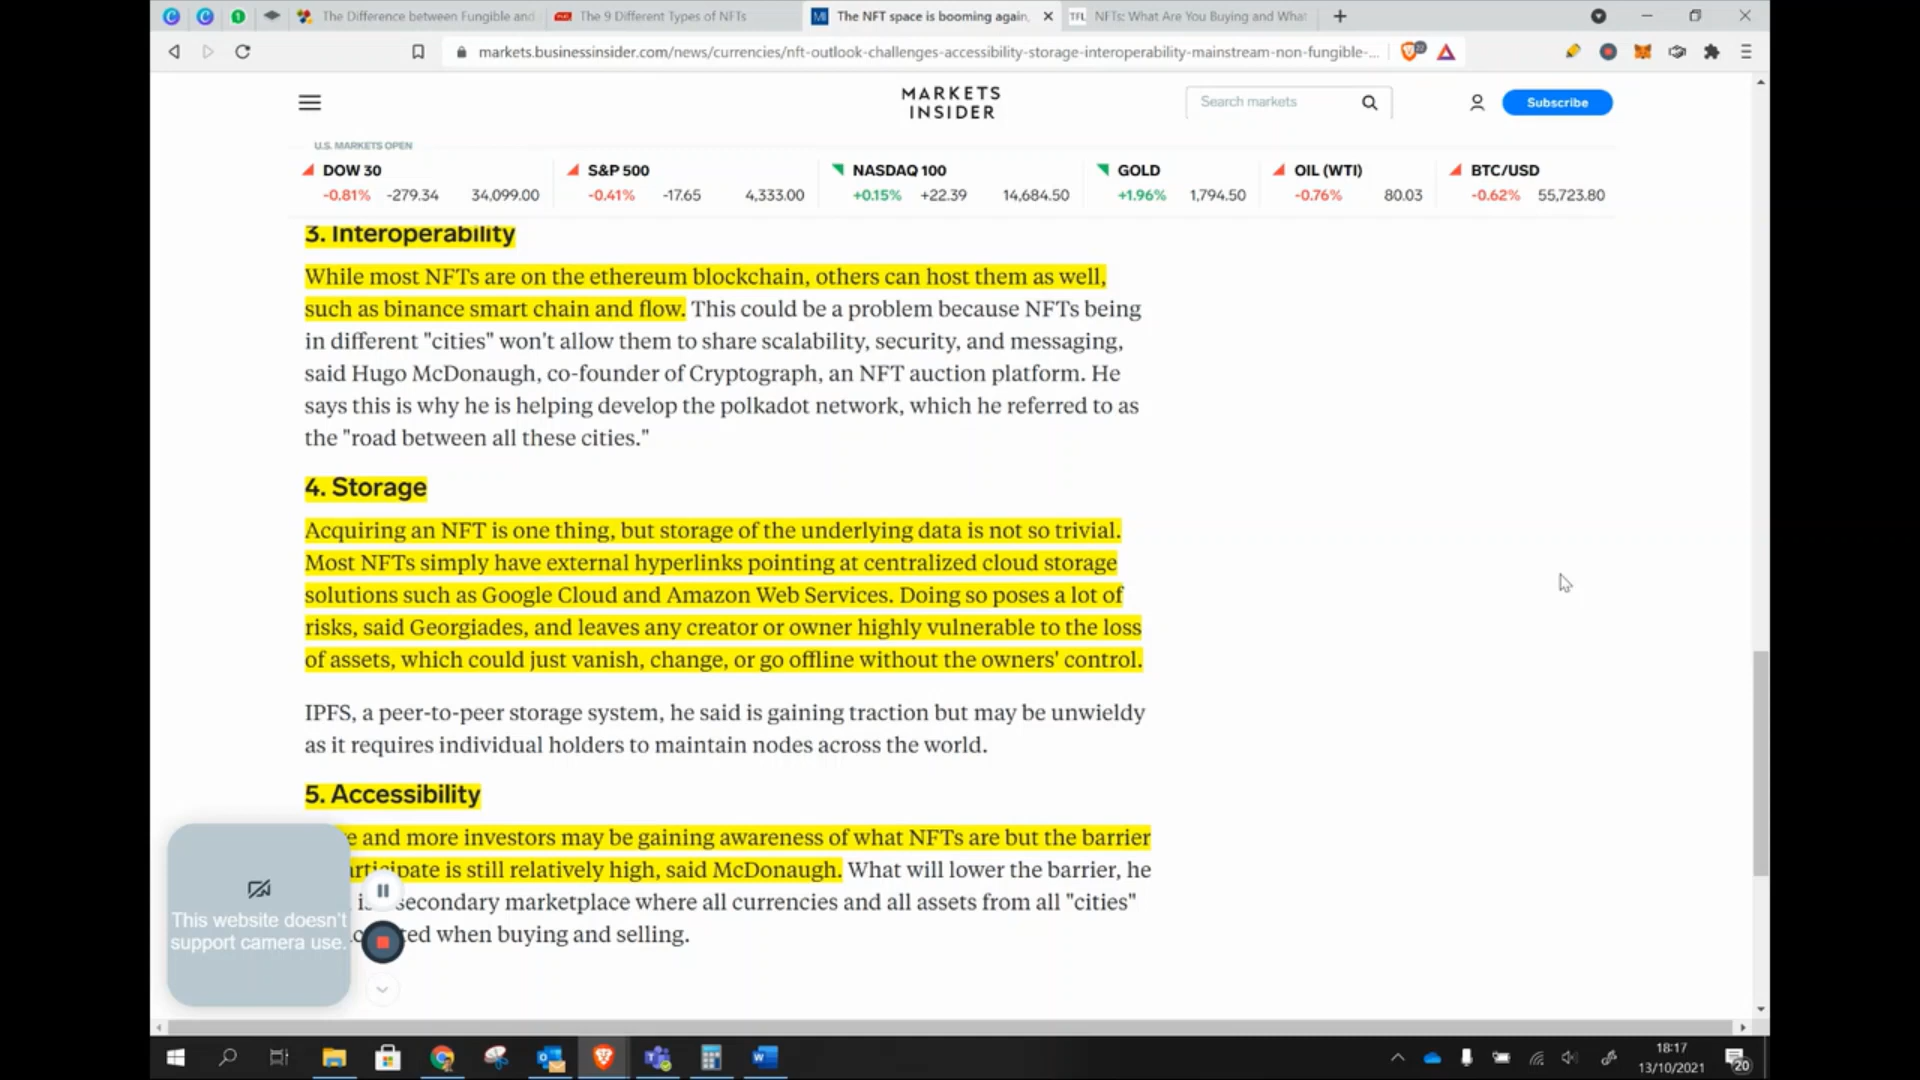 The Difference between Fungible and
The 9 Different Types of NFTs
The NFT space is booming again,
TFL NFTs: What Are You Buying and What
markets.businessinsider.com/news/currencies/nft-outlook-challenges-accessibility-storage-interoperability-mainstream-non-fungible-...
22
MARKETS
INSIDER
Search markets
Subscribe
U.S. MARKETS OPEN
DOW 30
-0.81% -279.34 34,099.00
S&P 500
-0.41% -17.65 4,333.00
NASDAQ 100
+0.15% +22.39 14,684.50
GOLD
+1.96% 1,794.50
OIL (WTI)
-0.76% 80.03
BTC/USD
-0.62% 55,723.80
3. Interoperability
While most NFTs are on the ethereum blockchain, others can host them as well,
such as binance smart chain and flow. This could be a problem because NFTs being
in different "cities" won't allow them to share scalability, security, and messaging,
said Hugo McDonaugh, co-founder of Cryptograph, an NFT auction platform. He
says this is why he is helping develop the polkadot network, which he referred to as
the "road between all these cities."
4. Storage
Acquiring an NFT is one thing, but storage of the underlying data is not so trivial.
Most NFTs simply have external hyperlinks pointing at centralized cloud storage
solutions such as Google Cloud and Amazon Web Services. Doing so poses a lot of
risks, said Georgiades, and leaves any creator or owner highly vulnerable to the loss
of assets, which could just vanish, change, or go offline without the owners' control.
IPFS, a peer-to-peer storage system, he said is gaining traction but may be unwieldy
as it requires individual holders to maintain nodes across the world.
5. Accessibility
and more investors may be gaining awareness of what NFTs are but the barrier
is still relatively high, said McDonaugh. What will lower the barrier, he
secondary marketplace where all currencies and all assets from all "cities"
when buying and selling.
This website doesn't
support camera use.
18:17
13/10/2021
20